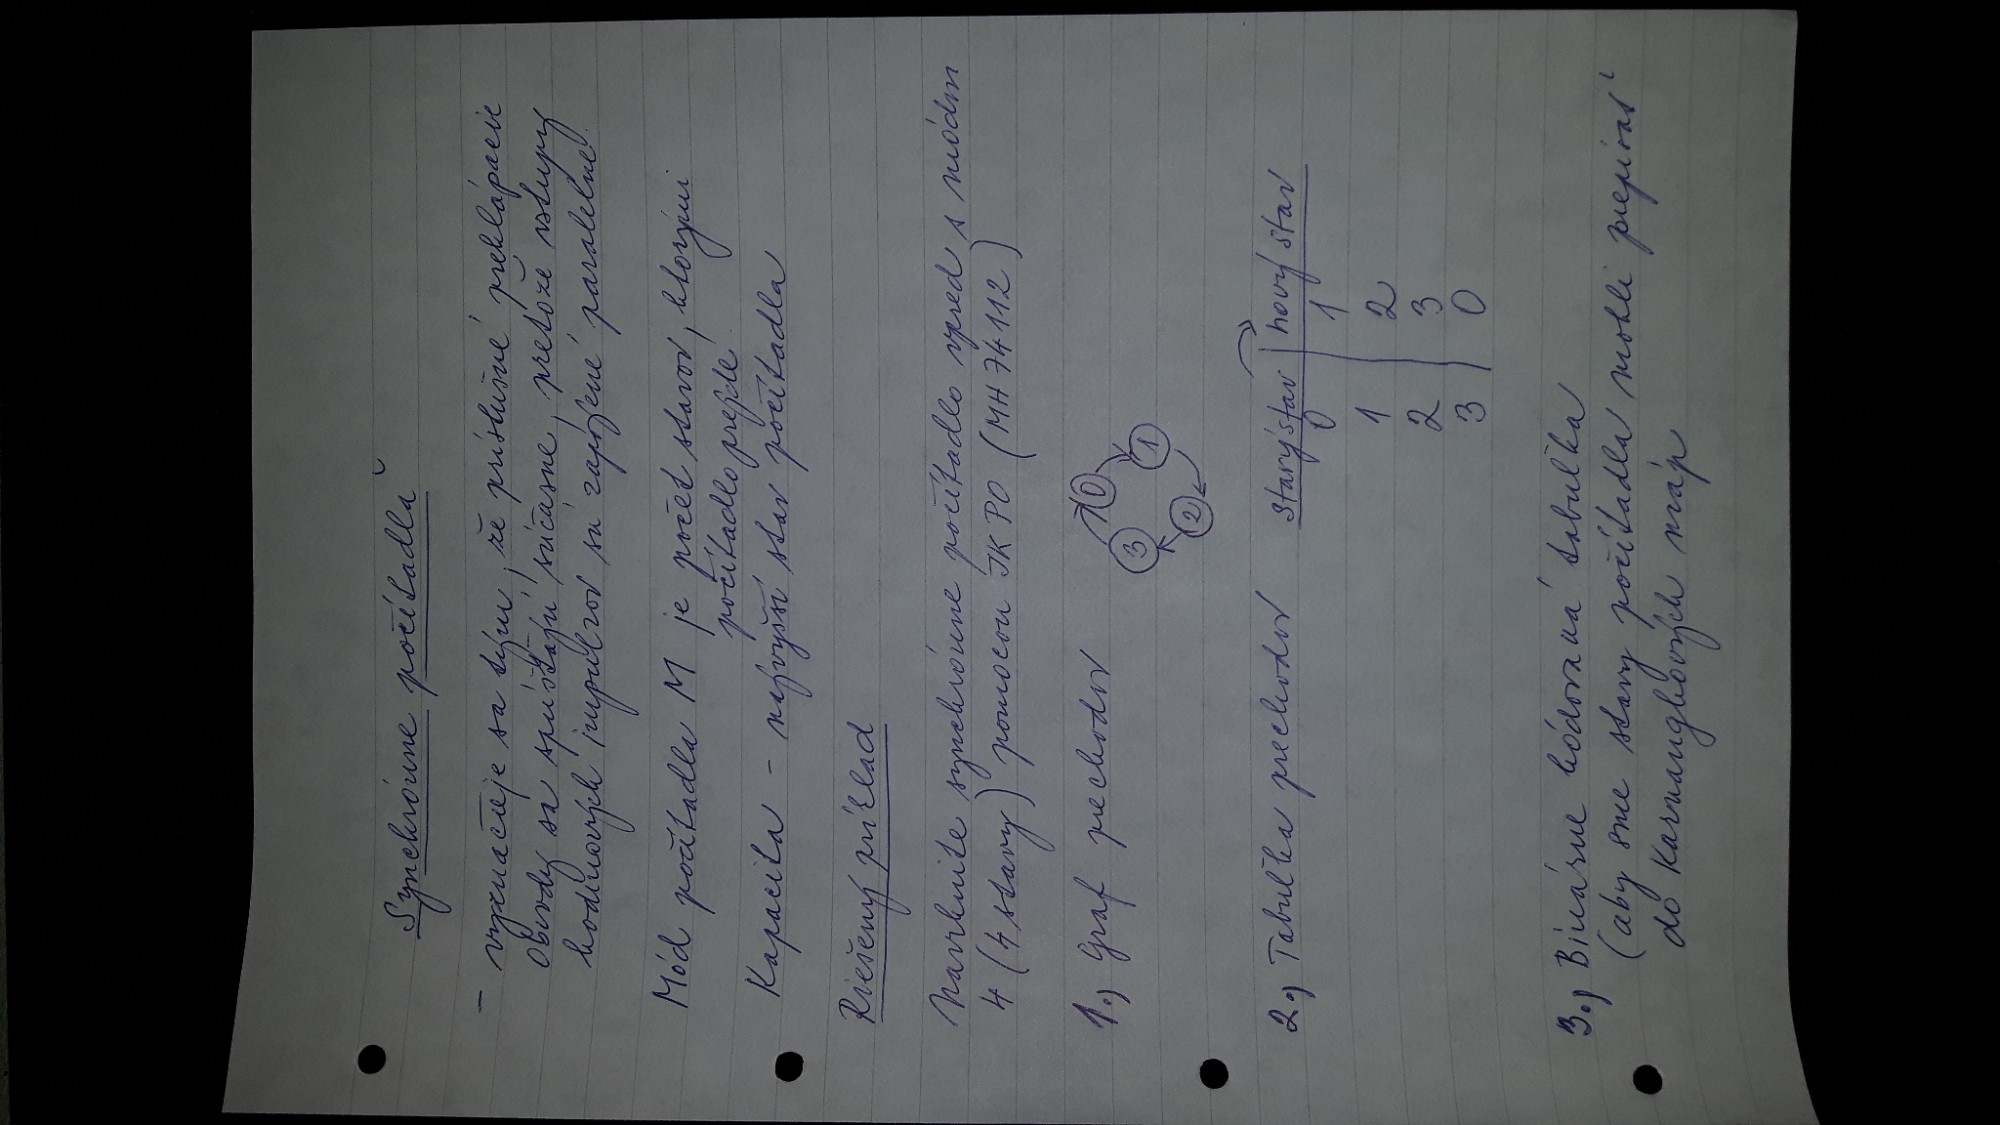 Synchrónne počítadlá
- vyznačuje sa tým, že príslušné preklápacie
obvody sa spúšťajú súčasne, pretože vstupy
hodinových impulzov sú zapojené paralelne.
Mód počítadla M je počet stavov, ktorými
počítadlo prejde.
Kapacita - najvyšší stav počítadla
Riešený príklad
Navrhnite synchrónne počítadlo vpred s módm
4 (4 stavy) pomocou JK PO (MH 74112)
1.) Graf prechodov
0
3
1
2
2.) Tabuľka prechodov starý stav nový stav
0 1
1 2
2 3
3 0
3.) Binárne kódovaná tabuľka
(aby sme stavy počítadla mohli prepísať
do Karnaughových máp